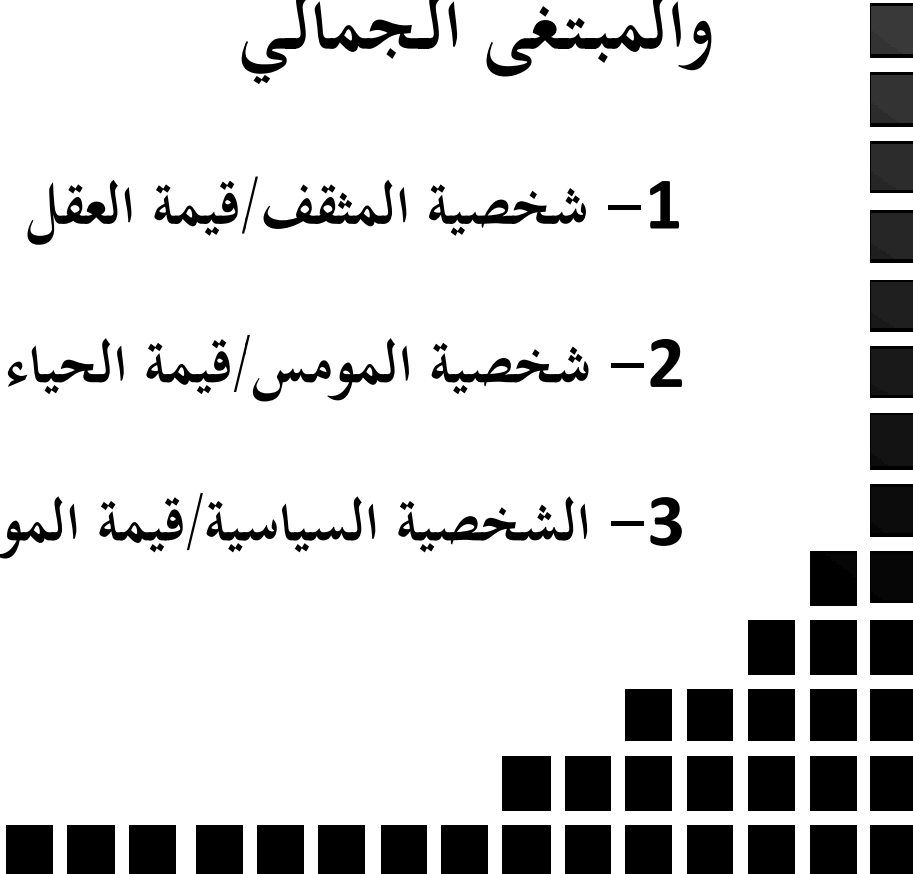 والمبتغى الجمالي
1- شخصية المثقف/قيمة العقل
2- شخصية المومس/قيمة الحياء
3- الشخصية السياسية/قيمة